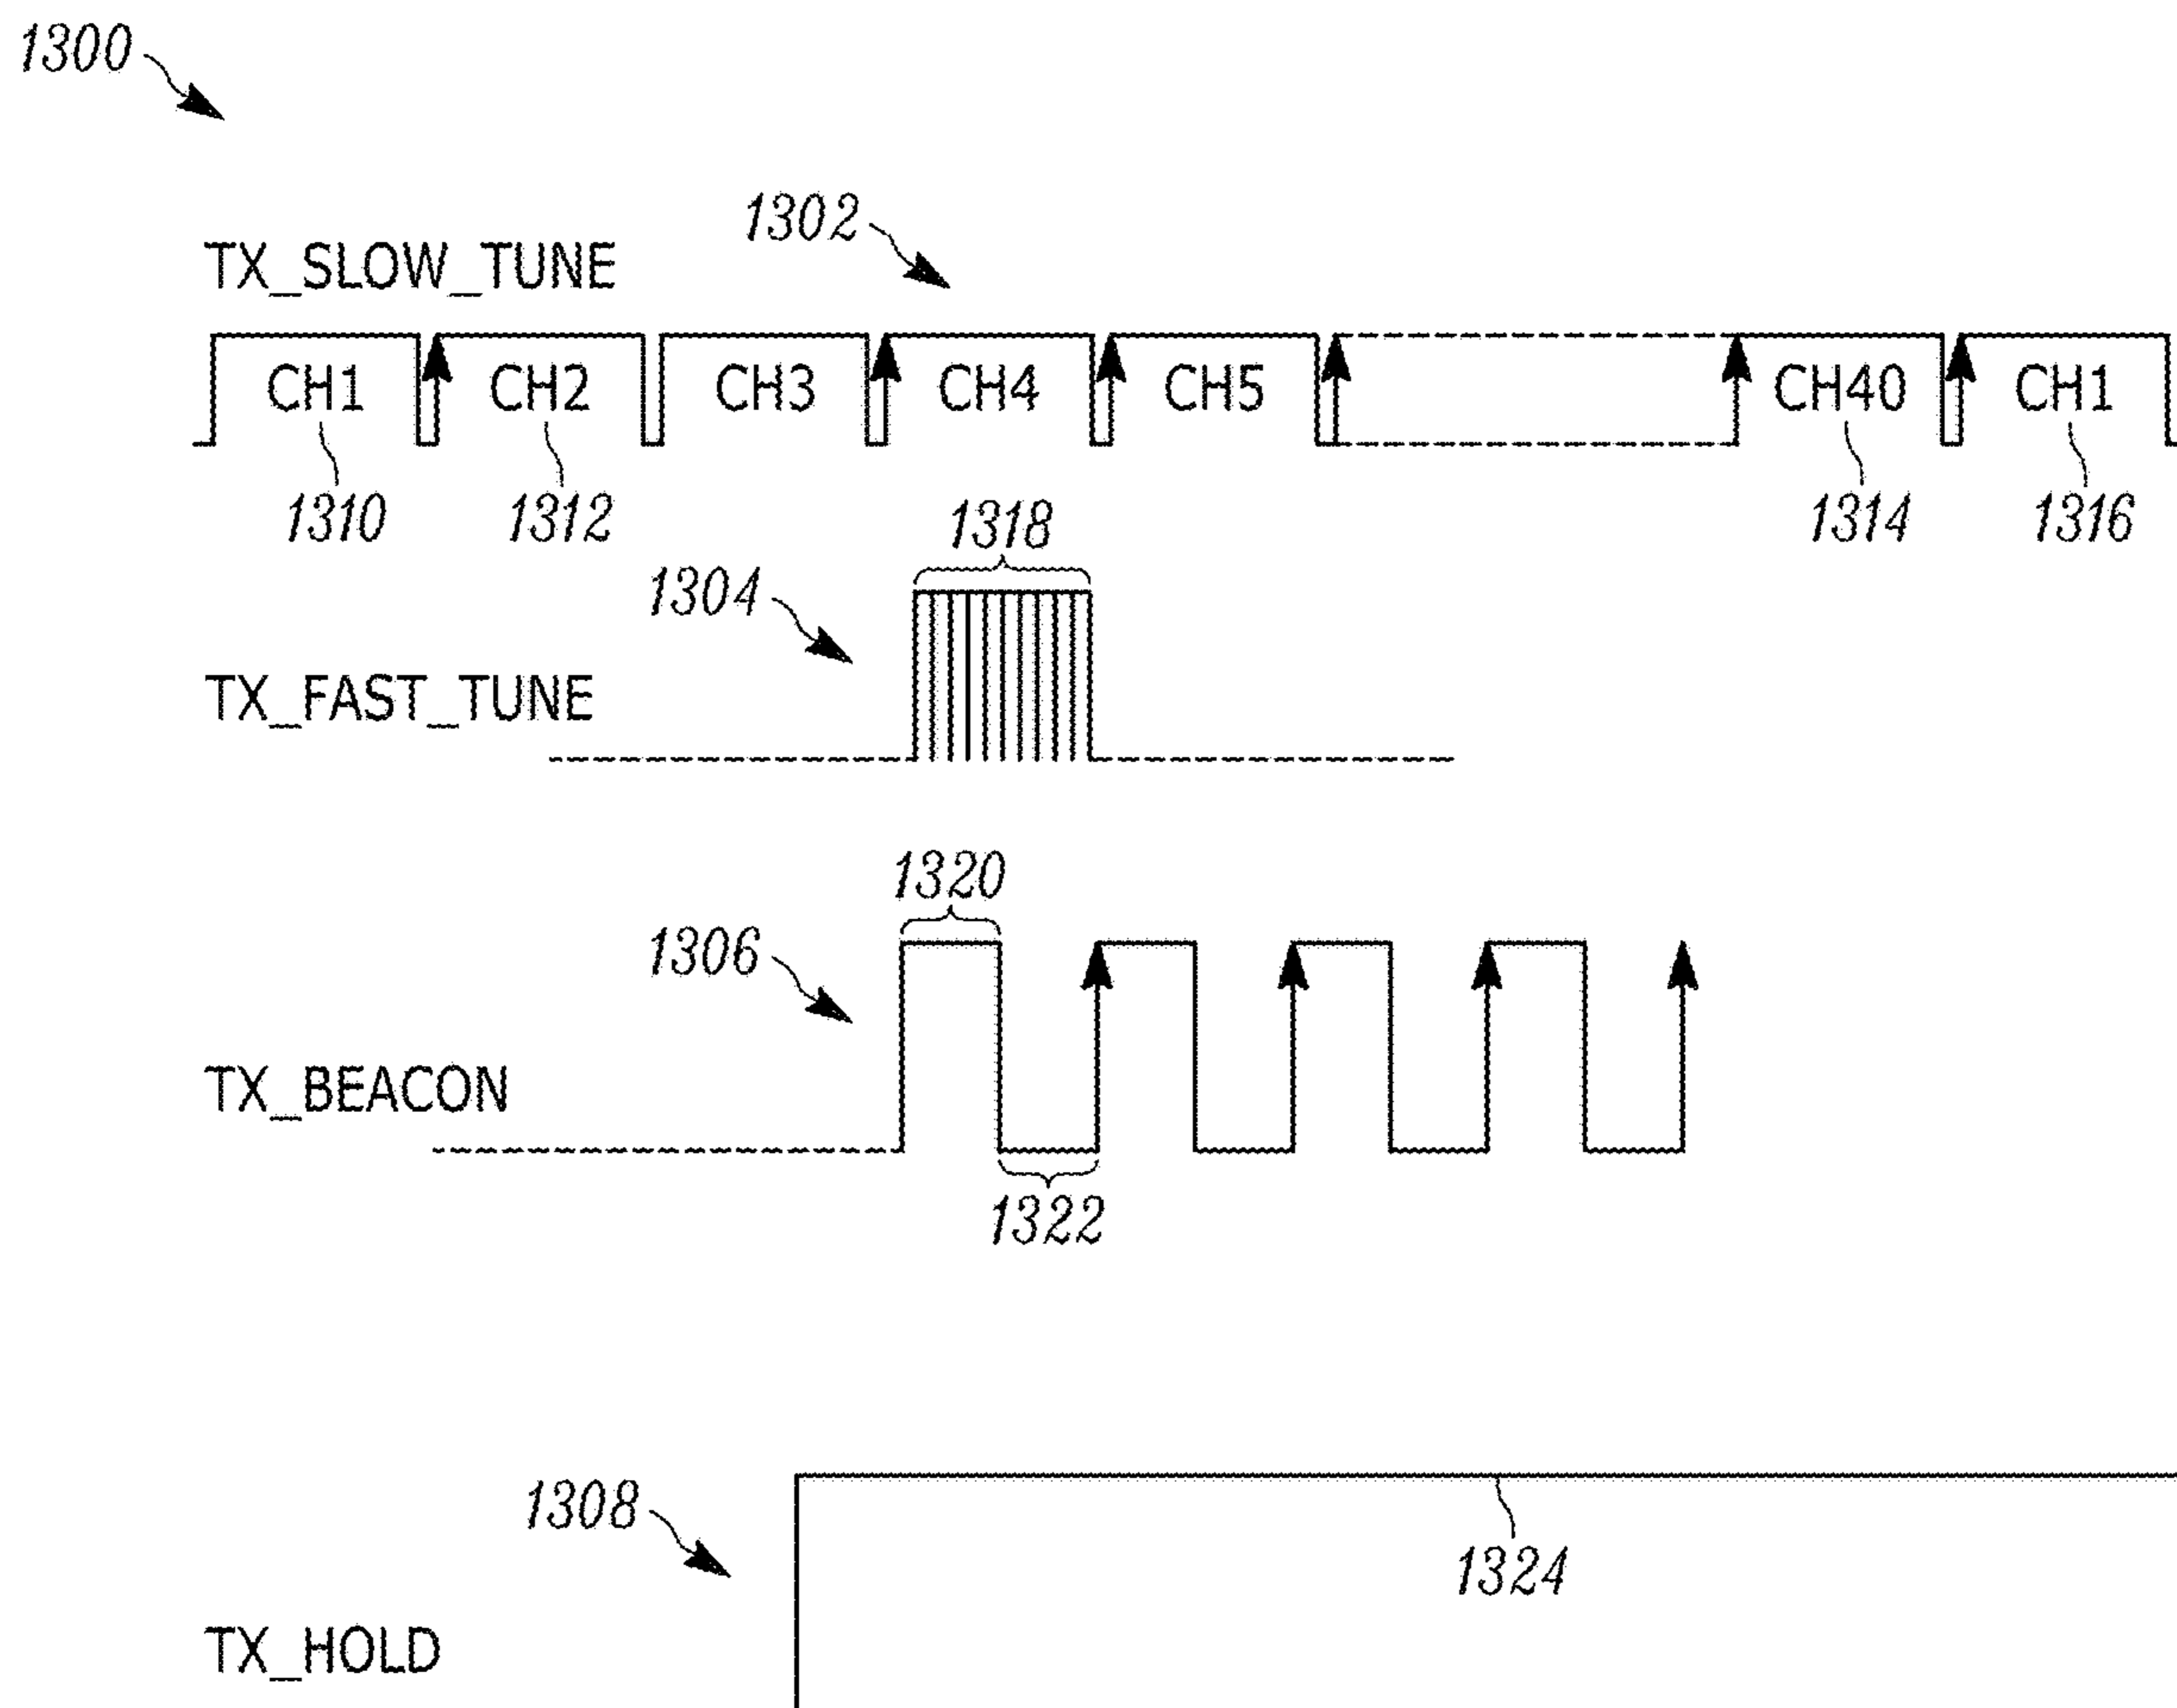 1300
1302
TX_SLOW_TUNE
CH1 CH2 CH3 CH4 CH5 CH40 CH1
1310 1312 1318 1314 1316
1304
TX_FAST_TUNE
1320
1306
TX_BEACON
1322
1308
1324
TX_HOLD